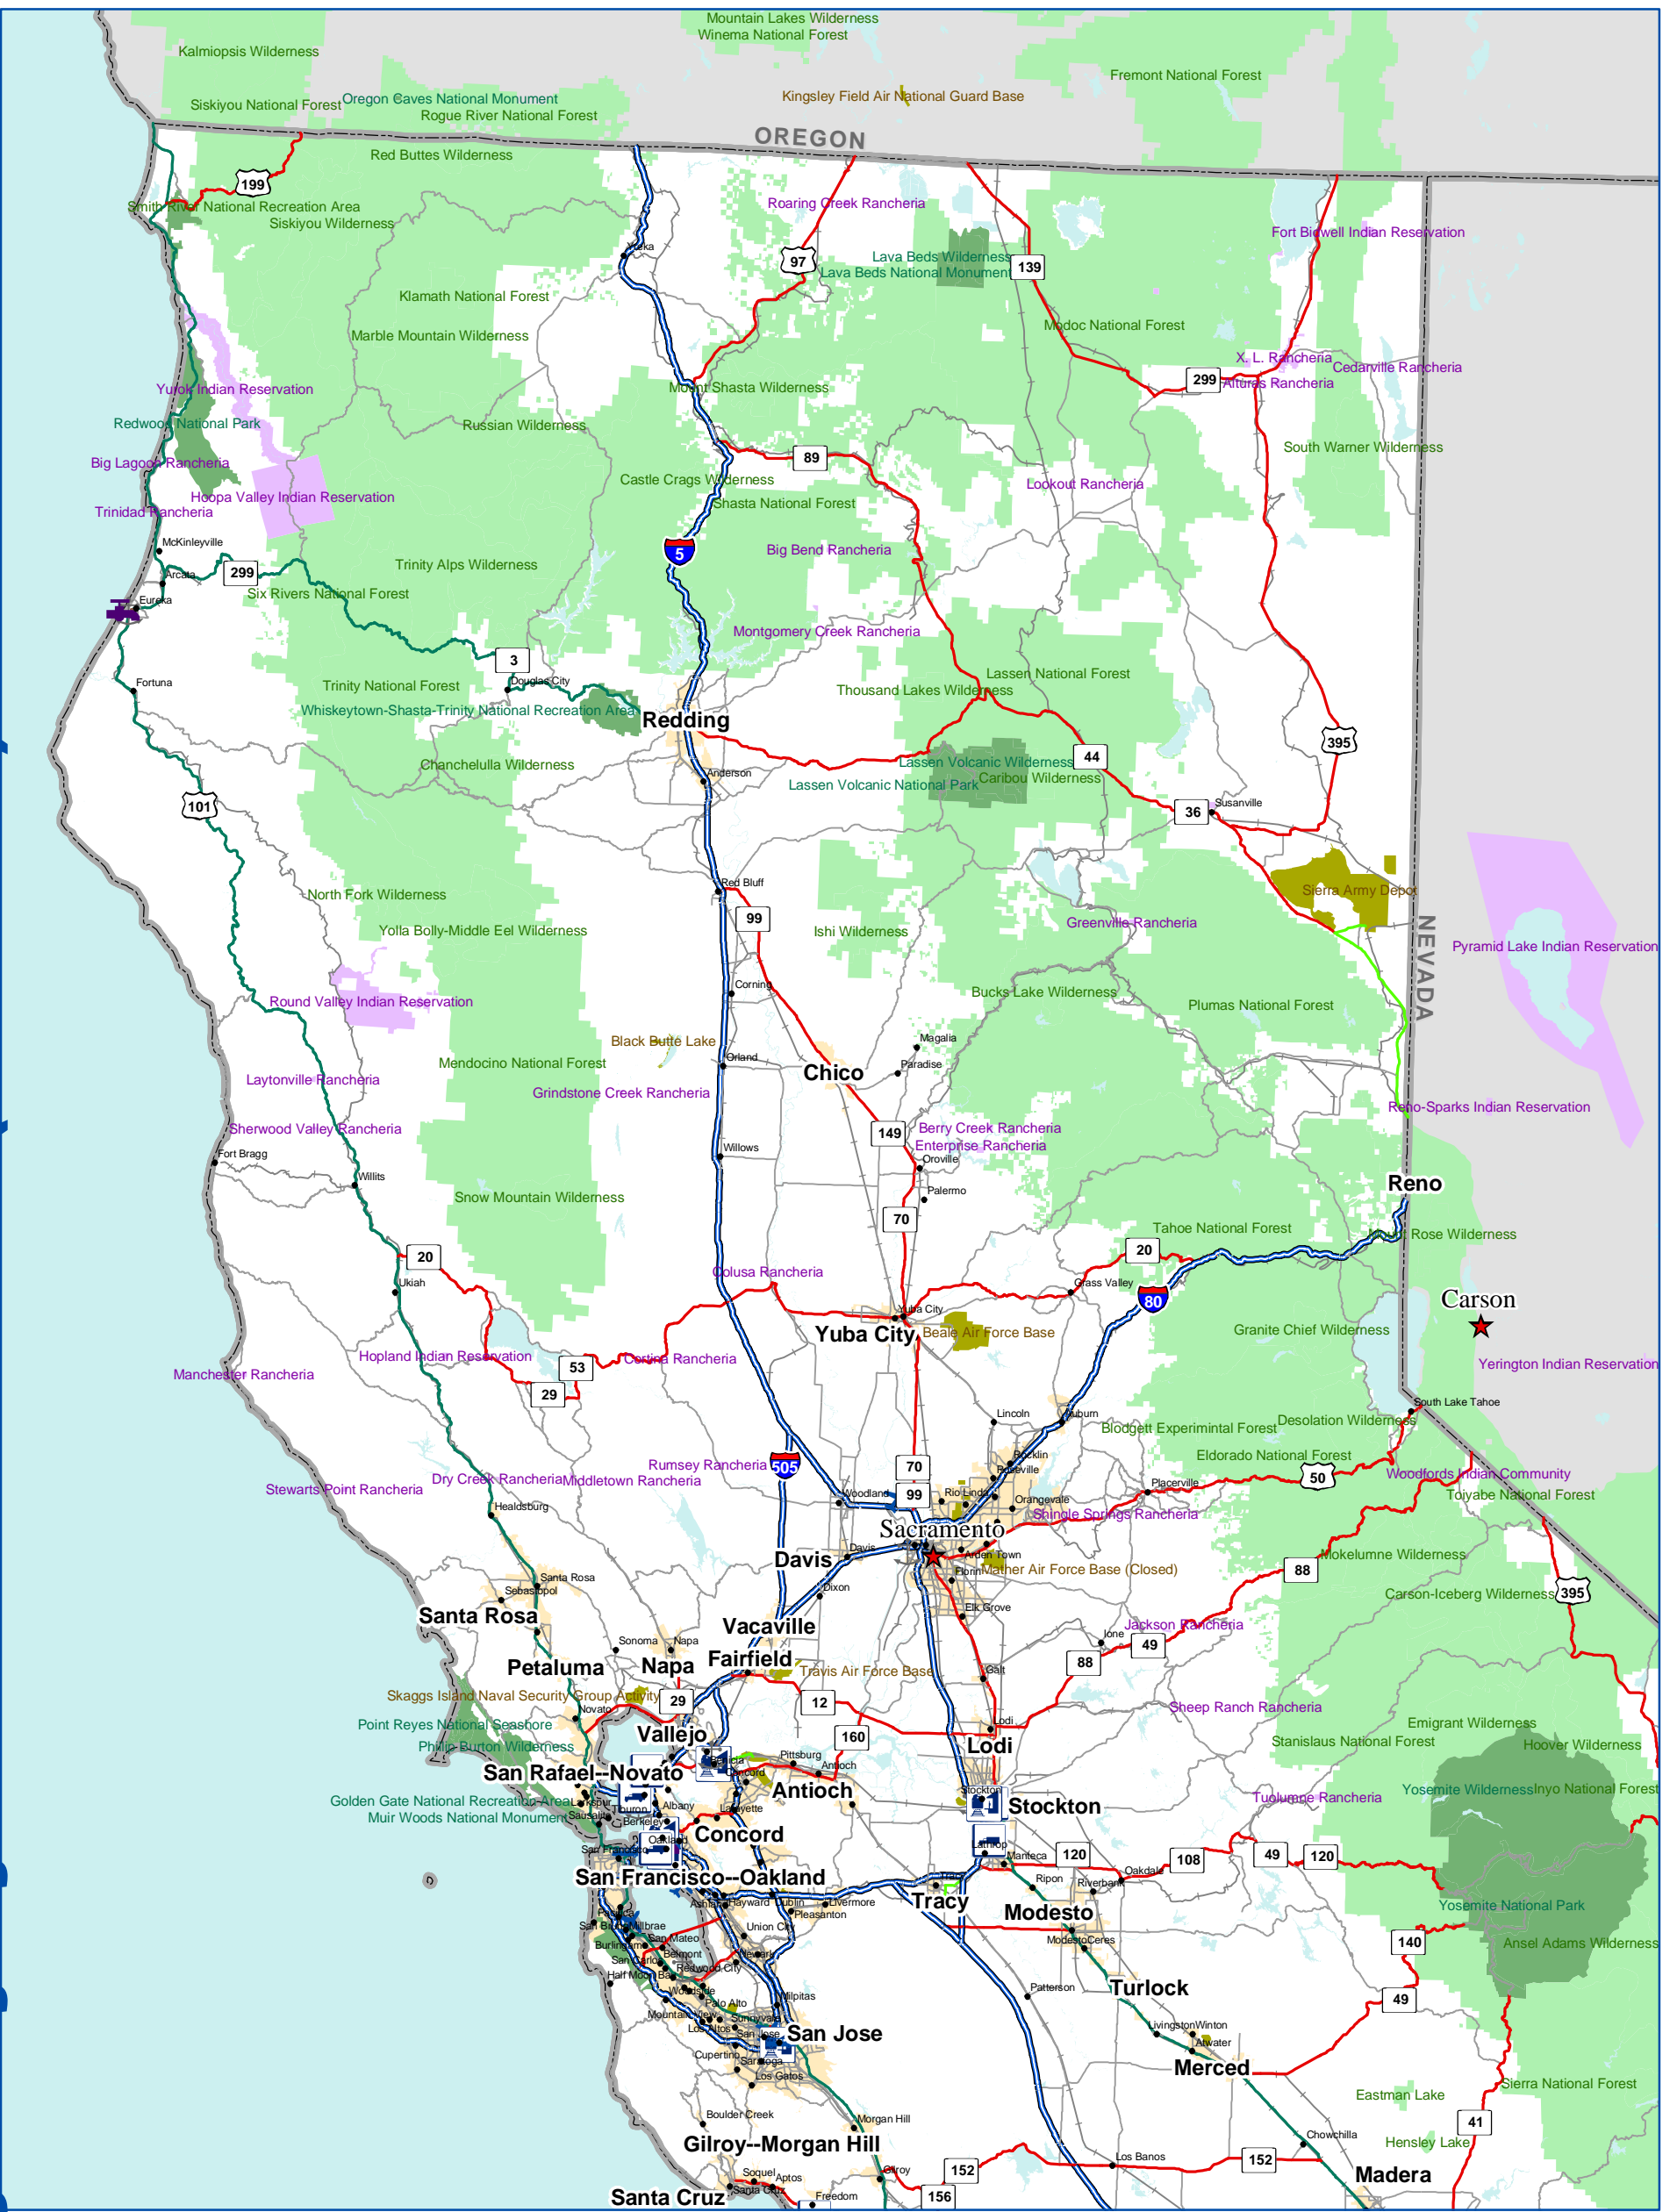 Mountain Lakes Wilderness
Winema National Forest
Kalmiopsis Wilderness
Fremont National Forest
Siskiyou National Forest
Oregon Caves National Monument
Kingsley Field Air National Guard Base
Rogue River National Forest
OREGON
Red Buttes Wilderness
199
Smith River National Recreation Area
Roaring Creek Rancheria
Siskiyou Wilderness
Fort Bidwell Indian Reservation
Yreka
97
Lava Beds Wilderness
139
Lava Beds National Monument
Klamath National Forest
Modoc National Forest
Marble Mountain Wilderness
X. L. Rancheria
Cedarville Rancheria
299
Alturas Rancheria
Yurok Indian Reservation
Mount Shasta Wilderness
Redwood National Park
Russian Wilderness
South Warner Wilderness
Big Lagoon Rancheria
89
Castle Crags Wilderness
Lookout Rancheria
Hoopa Valley Indian Reservation
Shasta National Forest
Trinidad Rancheria
McKinleyville
5
Big Bend Rancheria
299
Arcata
Trinity Alps Wilderness
Eureka
Six Rivers National Forest
Montgomery Creek Rancheria
3
Fortuna
Douglas City
Trinity National Forest
Lassen National Forest
Thousand Lakes Wilderness
Whiskeytown-Shasta-Trinity National Recreation Area
Redding
395
44
Chanchelulla Wilderness
Anderson
Lassen Volcanic Wilderness
Caribou Wilderness
Lassen Volcanic National Park
101
36
Susanville
Red Bluff
Sierra Army Depot
North Fork Wilderness
99
Greenville Rancheria
Yolla Bolly-Middle Eel Wilderness
Ishi Wilderness
NEVADA
Pyramid Lake Indian Reservation
Corning
Bucks Lake Wilderness
Round Valley Indian Reservation
Plumas National Forest
Black Butte Lake
Magalia
Orland
Mendocino National Forest
Paradise
Chico
Laytonville Rancheria
Grindstone Creek Rancheria
Reno-Sparks Indian Reservation
Sherwood Valley Rancheria
149
Berry Creek Rancheria
Enterprise Rancheria
Fort Bragg
Willows
Oroville
Willits
Palermo
Reno
Snow Mountain Wilderness
70
Tahoe National Forest
Mount Rose Wilderness
20
20
Ukiah
Colusa Rancheria
Grass Valley
80
Carson
Yuba City
Yuba City
Beale Air Force Base
Granite Chief Wilderness
Hopland Indian Reservation
53
Cortina Rancheria
Yerington Indian Reservation
Manchester Rancheria
29
South Lake Tahoe
Lincoln
Auburn
Blodgett Experimintal Forest
Desolation Wilderness
Rocklin
Eldorado National Forest
Rumsey Rancheria
505
70
Roseville
50
Woodfords Indian Community
Stewarts Point Rancheria
Dry Creek Rancheria
Middletown Rancheria
Placerville
Toiyabe National Forest
Woodland
99
Rio Linda
Orangevale
Healdsburg
Shingle Springs Rancheria
Sacramento
Davis
Davis
Arden Town
Mokelumne Wilderness
Florin
Mather Air Force Base (Closed)
88
Santa Rosa
Dixon
Carson-Iceberg Wilderness
395
Sebastopol
Elk Grove
Santa Rosa
Vacaville
Jackson Rancheria
Sonoma
Napa
Ione
49
Petaluma
Napa
Fairfield
88
Travis Air Force Base
Galt
Skaggs Island Naval Security Group Activity
29
12
Sheep Ranch Rancheria
Novato
Point Reyes National Seashore
Lodi
Emigrant Wilderness
Vallejo
160
Philip Burton Wilderness
Lodi
Stanislaus National Forest
Hoover Wilderness
Benicia
Pittsburg
San Rafael--Novato
Concord
Antioch
Antioch
Stockton
Yosemite Wilderness
Inyo National Forest
Golden Gate National Recreation Area
Larkspur
Tiburon
Albany
Lafayette
Stockton
Tuolumne Rancheria
Muir Woods National Monument
Sausalito
Berkeley
Concord
Oakland
San Francisco
Lathrop
Manteca
120
108
49
120
San Francisco--Oakland
Oakdale
Ripon
Riverbank
Tracy
Ashland
Hayward
Dublin
Livermore
Tracy
Modesto
Yosemite National Park
Pacifica
Pleasanton
San Bruno
Millbrae
Union City
Modesto
Ceres
140
Ansel Adams Wilderness
Burlingame
San Mateo
Belmont
Newark
San Carlos
Redwood City
Half Moon Bay
Woodside
Milpitas
Patterson
Turlock
49
Palo Alto
Mountain View
Sunnyvale
Los Altos
San Jose
San Jose
Livingston
Winton
Cupertino
Atwater
Saratoga
Merced
Los Gatos
Sierra National Forest
Eastman Lake
Boulder Creek
Morgan Hill
41
Gilroy--Morgan Hill
Chowchilla
Hensley Lake
Los Banos
152
152
Soquel
Aptos
Gilroy
Madera
Santa Cruz
Santa Cruz
Freedom
156